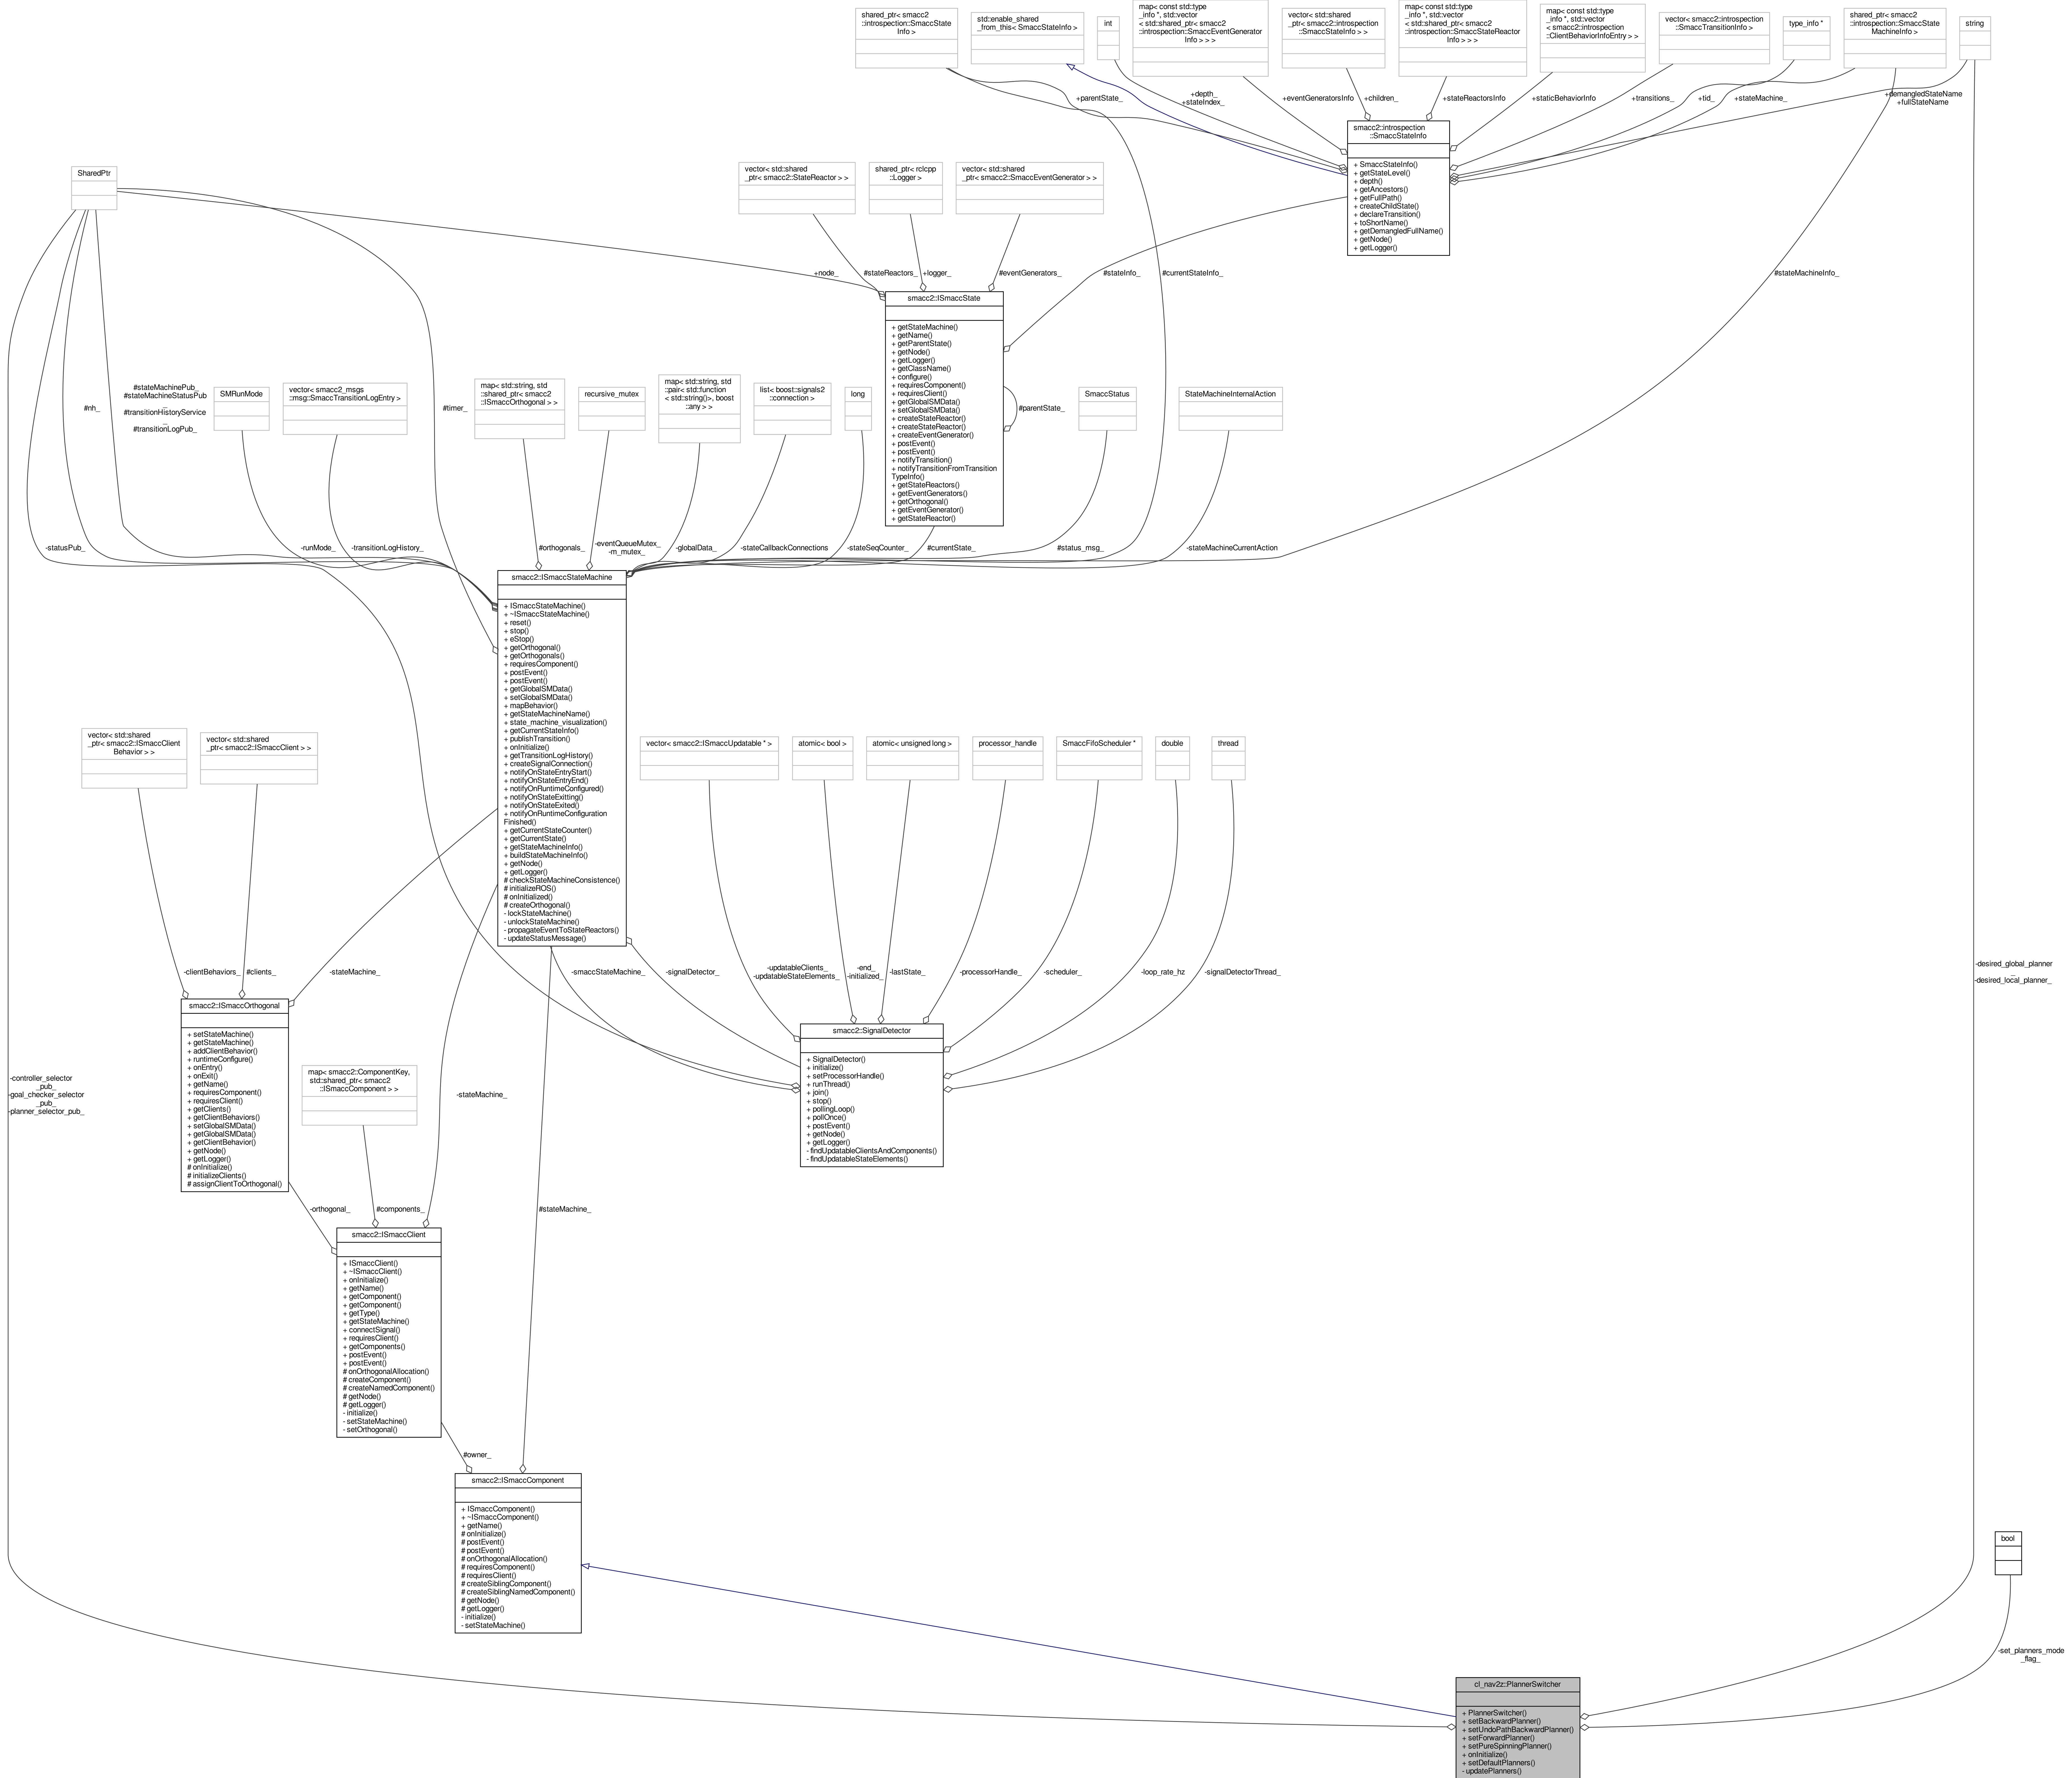 shared_ptr< smacc2
::introspection::SmaccState
Info >
std::enable_shared
_from_this< SmaccStateInfo >
int
map< const std::type
_info *, std::vector
< std::shared_ptr< smacc2
::introspection::SmaccEventGenerator
Info > > >
vector< std::shared
_ptr< smacc2::introspection
::SmaccStateInfo > >
map< const std::type
_info *, std::vector
< std::shared_ptr< smacc2
::introspection::SmaccStateReactor
Info > > >
map< const std::type
_info *, std::vector
< smacc2::introspection
::ClientBehaviorInfoEntry > >
vector< smacc2::introspection
::SmaccTransitionInfo >
type_info *
shared_ptr< smacc2
::introspection::SmaccState
MachineInfo >
string
+parentState_
+depth_
+stateIndex_
+eventGeneratorsInfo
+children_
+stateReactorsInfo
+staticBehaviorInfo
+transitions_
+tid_
+stateMachine_
+demangledStateName
+fullStateName
smacc2::introspection
::SmaccStateInfo
+ SmaccStateInfo()
+ getStateLevel()
+ depth()
+ getAncestors()
+ getFullPath()
+ createChildState()
+ declareTransition()
+ toShortName()
+ getDemangledFullName()
+ getNode()
+ getLogger()
SharedPtr
vector< std::shared
_ptr< smacc2::StateReactor > >
shared_ptr< rclcpp
::Logger >
vector< std::shared
_ptr< smacc2::SmaccEventGenerator > >
+node_
#stateReactors_
+logger_
#eventGenerators_
#stateInfo_
#currentStateInfo_
#stateMachineInfo_
smacc2::ISmaccState
+ getStateMachine()
+ getName()
+ getParentState()
+ getNode()
+ getLogger()
+ getClassName()
+ configure()
+ requiresComponent()
+ requiresClient()
+ getGlobalSMData()
+ setGlobalSMData()
+ createStateReactor()
+ createStateReactor()
+ createEventGenerator()
+ postEvent()
+ postEvent()
+ notifyTransition()
+ notifyTransitionFromTransition
TypeInfo()
+ getStateReactors()
+ getEventGenerators()
+ getOrthogonal()
+ getEventGenerator()
+ getStateReactor()
#parentState_
#nh_
#stateMachinePub_
#stateMachineStatusPub
_
#transitionHistoryService
_
#transitionLogPub_
SMRunMode
vector< smacc2_msgs
::msg::SmaccTransitionLogEntry >
#timer_
map< std::string, std
::shared_ptr< smacc2
::ISmaccOrthogonal > >
recursive_mutex
map< std::string, std
::pair< std::function
< std::string()>, boost
::any > >
list< boost::signals2
::connection >
long
SmaccStatus
StateMachineInternalAction
-statusPub_
-runMode_
-transitionLogHistory_
#orthogonals_
-eventQueueMutex_
-m_mutex_
-globalData_
-stateCallbackConnections
-stateSeqCounter_
#currentState_
#status_msg_
-stateMachineCurrentAction
smacc2::ISmaccStateMachine
+ ISmaccStateMachine()
+ ~ISmaccStateMachine()
+ reset()
+ stop()
+ eStop()
+ getOrthogonal()
+ getOrthogonals()
+ requiresComponent()
+ postEvent()
+ postEvent()
+ getGlobalSMData()
+ setGlobalSMData()
+ mapBehavior()
+ getStateMachineName()
+ state_machine_visualization()
+ getCurrentStateInfo()
+ publishTransition()
+ onInitialize()
+ getTransitionLogHistory()
+ createSignalConnection()
+ notifyOnStateEntryStart()
+ notifyOnStateEntryEnd()
+ notifyOnRuntimeConfigured()
+ notifyOnStateExitting()
+ notifyOnStateExited()
+ notifyOnRuntimeConfiguration
Finished()
+ getCurrentStateCounter()
+ getCurrentState()
+ getStateMachineInfo()
+ buildStateMachineInfo()
+ getNode()
+ getLogger()
# checkStateMachineConsistence()
# initializeROS()
# onInitialized()
# createOrthogonal()
- lockStateMachine()
- unlockStateMachine()
- propagateEventToStateReactors()
- updateStatusMessage()
vector< std::shared
_ptr< smacc2::ISmaccClient
Behavior > >
vector< std::shared
_ptr< smacc2::ISmaccClient > >
vector< smacc2::ISmaccUpdatable * >
atomic< bool >
atomic< unsigned long >
processor_handle
SmaccFifoScheduler *
double
thread
-clientBehaviors_
#clients_
-stateMachine_
-smaccStateMachine_
-signalDetector_
-updatableClients_
-updatableStateElements_
-end_
-initialized_
-lastState_
-processorHandle_
-scheduler_
-loop_rate_hz
-signalDetectorThread_
-desired_global_planner
_
-desired_local_planner_
smacc2::ISmaccOrthogonal
+ setStateMachine()
+ getStateMachine()
+ addClientBehavior()
+ runtimeConfigure()
+ onEntry()
+ onExit()
+ getName()
+ requiresComponent()
+ requiresClient()
+ getClients()
+ getClientBehaviors()
+ setGlobalSMData()
+ getGlobalSMData()
+ getClientBehavior()
+ getNode()
+ getLogger()
# onInitialize()
# initializeClients()
# assignClientToOrthogonal()
smacc2::SignalDetector
+ SignalDetector()
+ initialize()
+ setProcessorHandle()
+ runThread()
+ join()
+ stop()
+ pollingLoop()
+ pollOnce()
+ postEvent()
+ getNode()
+ getLogger()
- findUpdatableClientsAndComponents()
- findUpdatableStateElements()
-controller_selector
_pub_
-goal_checker_selector
_pub_
-planner_selector_pub_
map< smacc2::ComponentKey,
std::shared_ptr< smacc2
::ISmaccComponent > >
-stateMachine_
-orthogonal_
#components_
#stateMachine_
smacc2::ISmaccClient
+ ISmaccClient()
+ ~ISmaccClient()
+ onInitialize()
+ getName()
+ getComponent()
+ getComponent()
+ getType()
+ getStateMachine()
+ connectSignal()
+ requiresClient()
+ getComponents()
+ postEvent()
+ postEvent()
# onOrthogonalAllocation()
# createComponent()
# createNamedComponent()
# getNode()
# getLogger()
- initialize()
- setStateMachine()
- setOrthogonal()
#owner_
smacc2::ISmaccComponent
+ ISmaccComponent()
+ ~ISmaccComponent()
+ getName()
# onInitialize()
# postEvent()
# postEvent()
# onOrthogonalAllocation()
# requiresComponent()
# requiresClient()
# createSiblingComponent()
# createSiblingNamedComponent()
# getNode()
# getLogger()
- initialize()
- setStateMachine()
bool
-set_planners_mode
_flag_
cl_nav2z::PlannerSwitcher
+ PlannerSwitcher()
+ setBackwardPlanner()
+ setUndoPathBackwardPlanner()
+ setForwardPlanner()
+ setPureSpinningPlanner()
+ onInitialize()
+ setDefaultPlanners()
- updatePlanners()